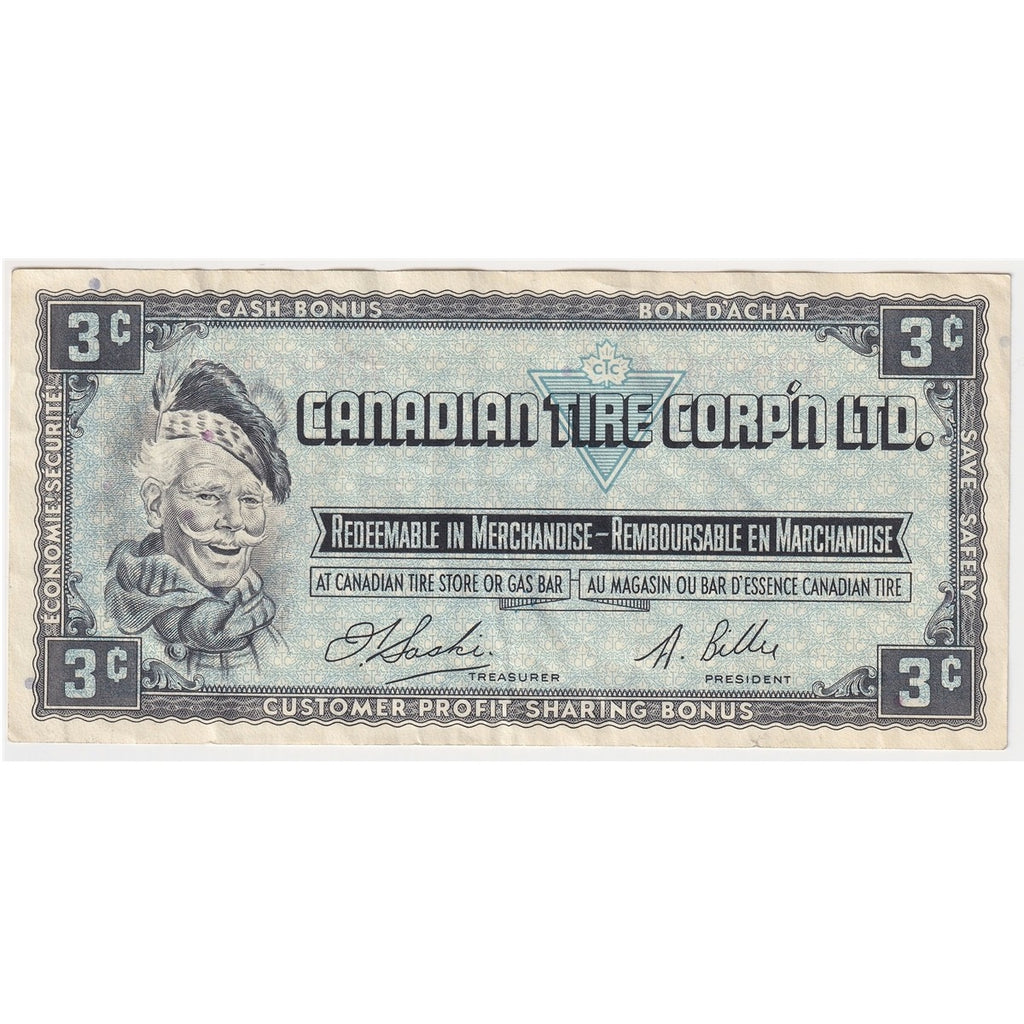 CASH BONUS
BON D'ACHAT
3¢
3¢
CTC
CANADIAN TIRE CORP'N LTD.
ECONOMIE! SECURITE!
SAVE SAFELY
REDEEMABLE IN MERCHANDISE – REMBOURSABLE EN MARCHANDISE
AT CANADIAN TIRE STORE OR GAS BAR
AU MAGASIN OU BAR D'ESSENCE CANADIAN TIRE
TREASURER
PRESIDENT
3¢
3¢
CUSTOMER PROFIT SHARING BONUS